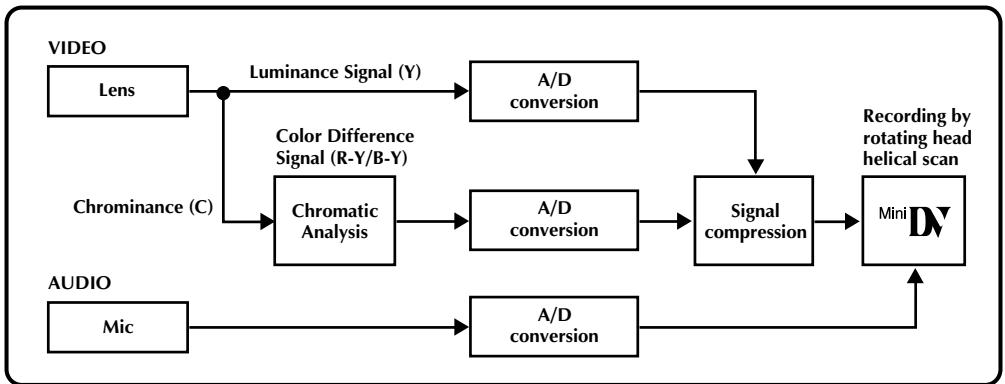 VIDEO
Lens
Luminance Signal (Y)
A/D
conversion
Color Difference
Signal (R-Y/B-Y)
Chrominance (C)
Chromatic
Analysis
A/D
conversion
Signal
compression
Recording by
rotating head
helical scan
Mini DV
AUDIO
Mic
A/D
conversion